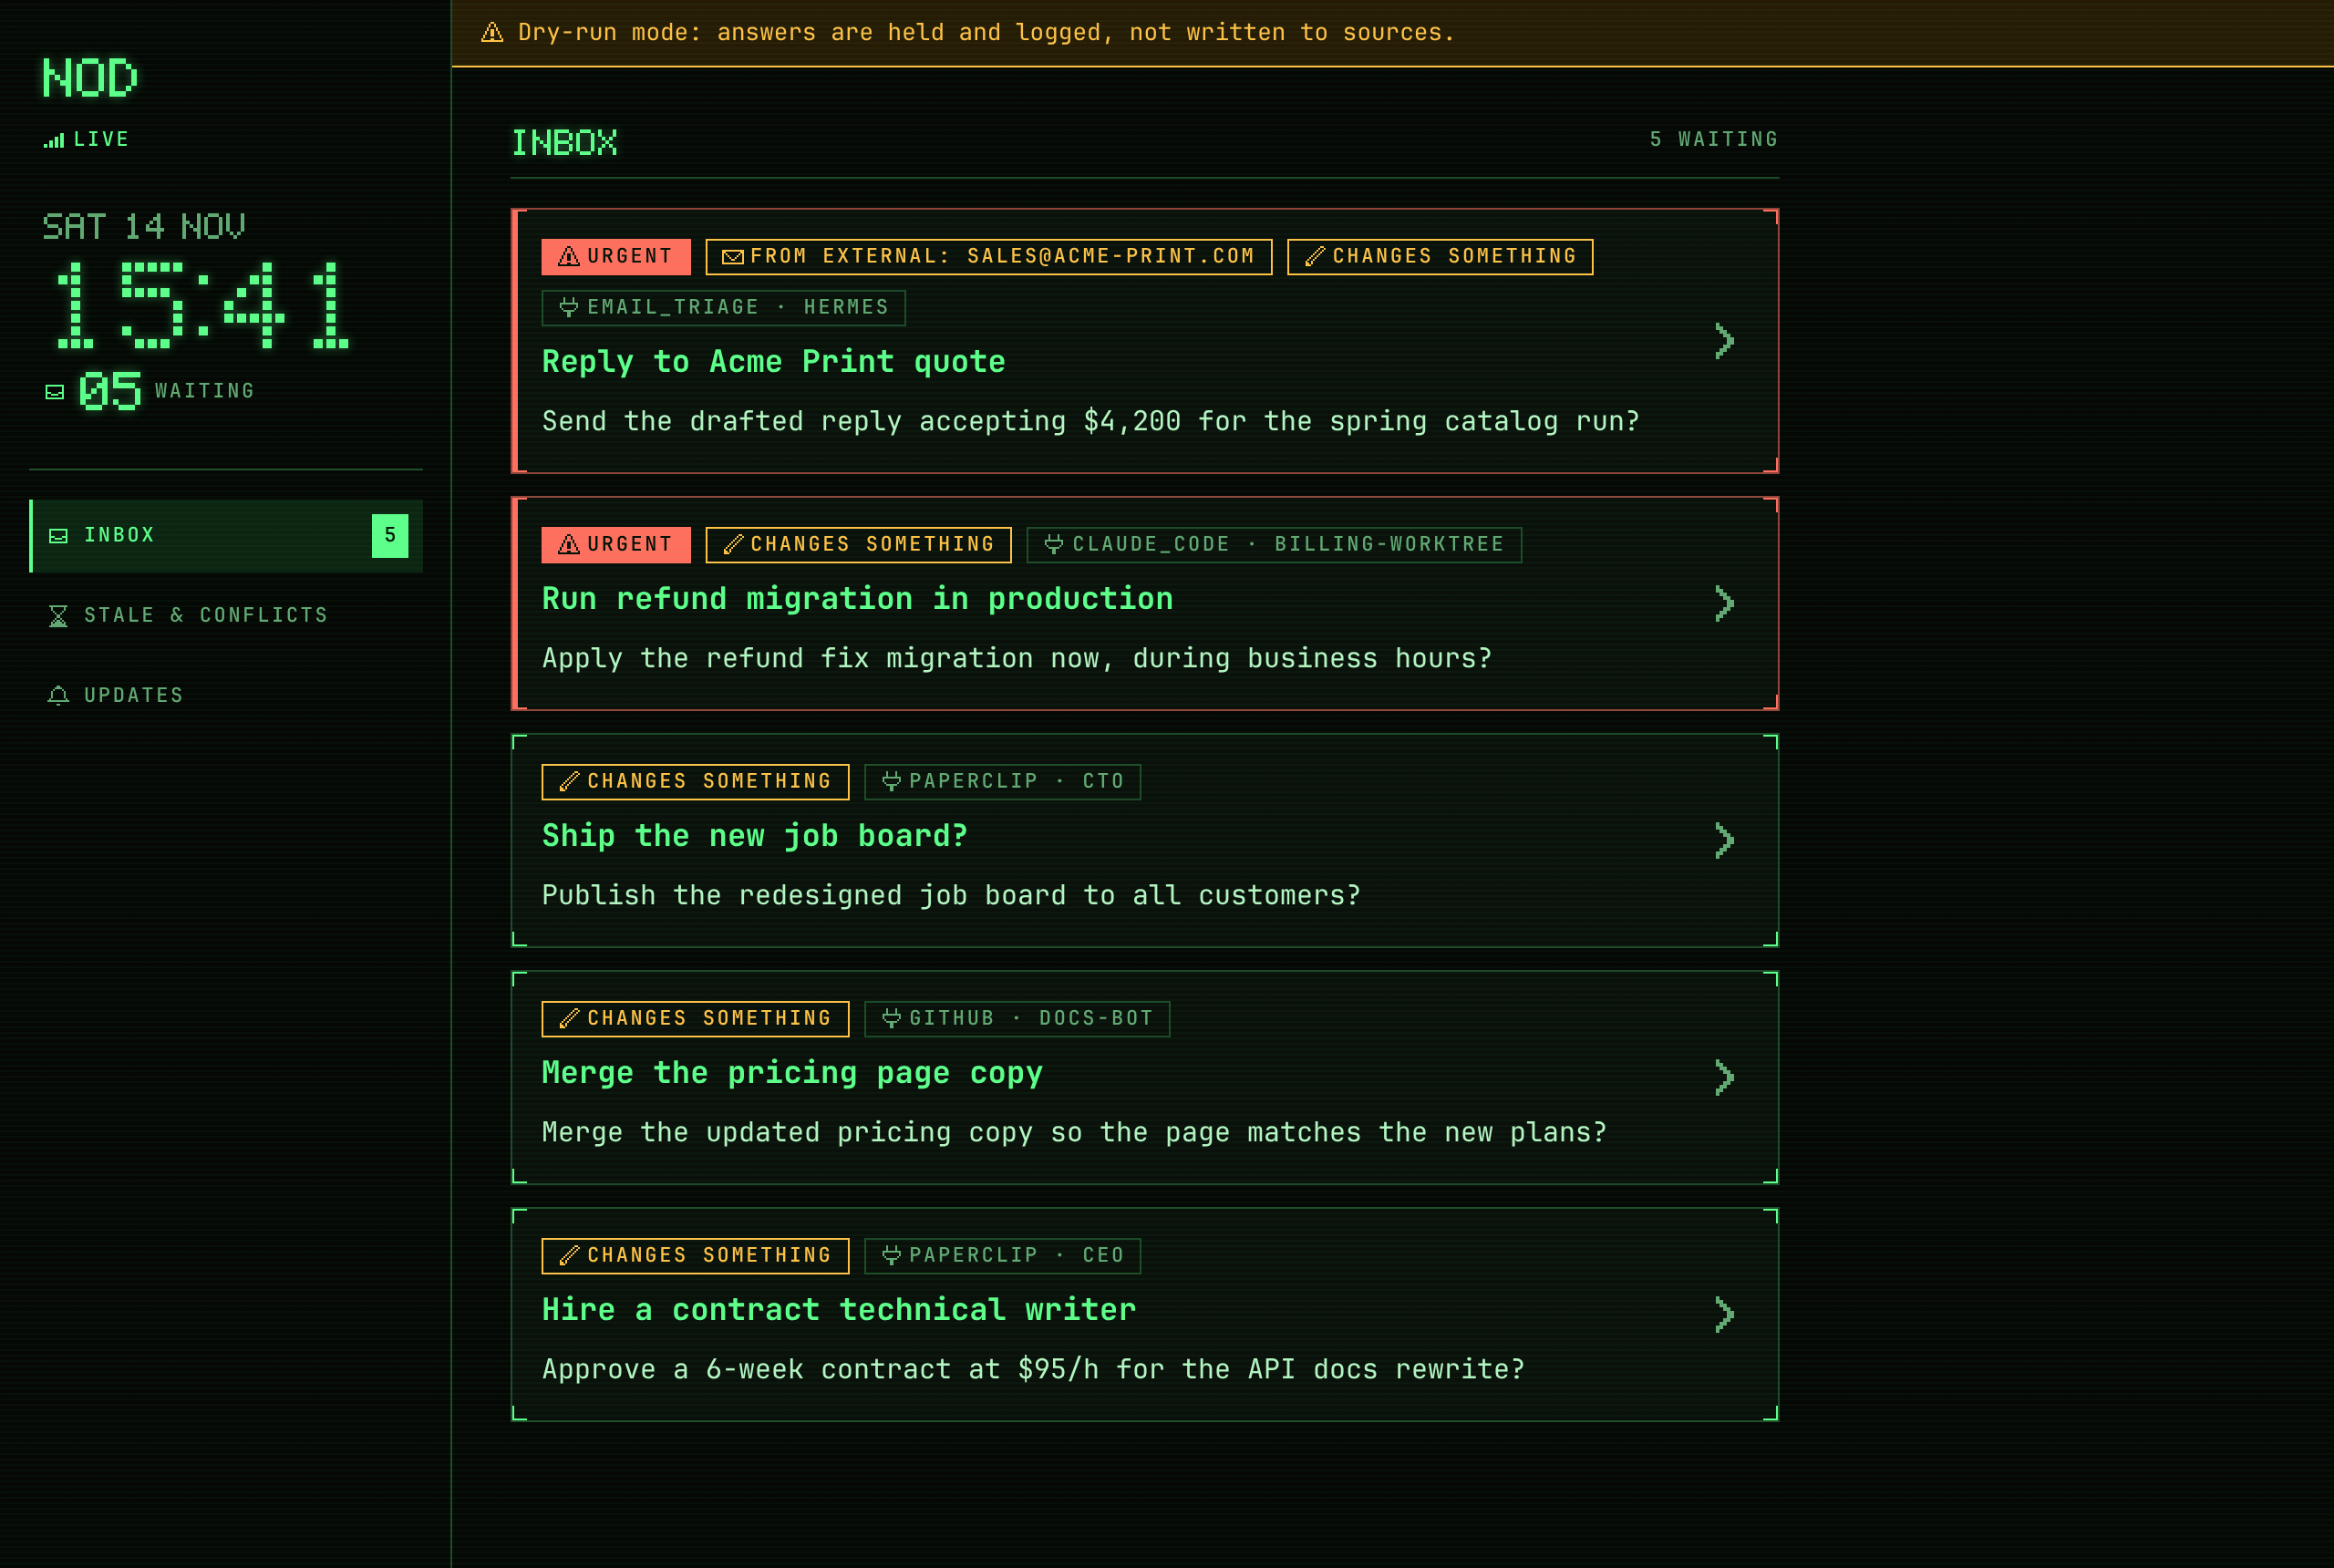 NOD
LIVE
SAT 14 NOV
15:41
05 WAITING
INBOX 5
STALE & CONFLICTS
UPDATES
Dry-run mode: answers are held and logged, not written to sources.
INBOX
5 WAITING
URGENT FROM EXTERNAL: SALES@ACME-PRINT.COM CHANGES SOMETHING
EMAIL_TRIAGE · HERMES
Reply to Acme Print quote
Send the drafted reply accepting $4,200 for the spring catalog run?
URGENT CHANGES SOMETHING CLAUDE_CODE · BILLING-WORKTREE
Run refund migration in production
Apply the refund fix migration now, during business hours?
CHANGES SOMETHING PAPERCLIP · CTO
Ship the new job board?
Publish the redesigned job board to all customers?
CHANGES SOMETHING GITHUB · DOCS-BOT
Merge the pricing page copy
Merge the updated pricing copy so the page matches the new plans?
CHANGES SOMETHING PAPERCLIP · CEO
Hire a contract technical writer
Approve a 6-week contract at $95/h for the API docs rewrite?